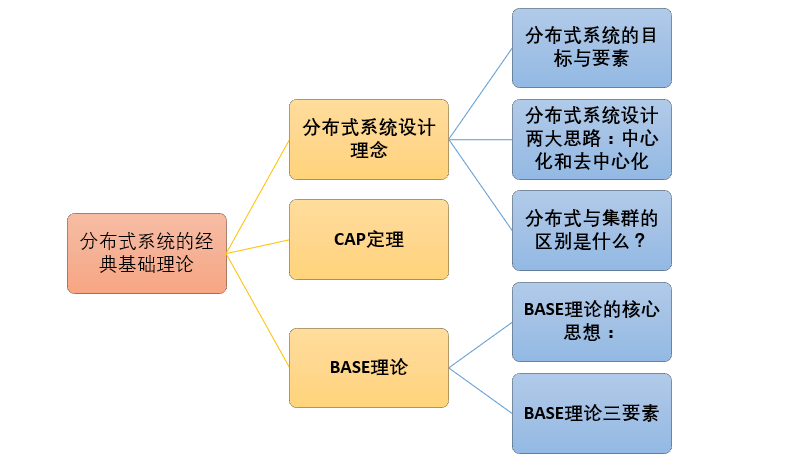 分布式系统的经
典基础理论
分布式系统设计
理念
CAP定理
BASE理论
分布式系统的目
标与要素
分布式系统设计
两大思路：中心
化和去中心化
分布式与集群的
区别是什么？
BASE理论的核心
思想：
BASE理论三要素